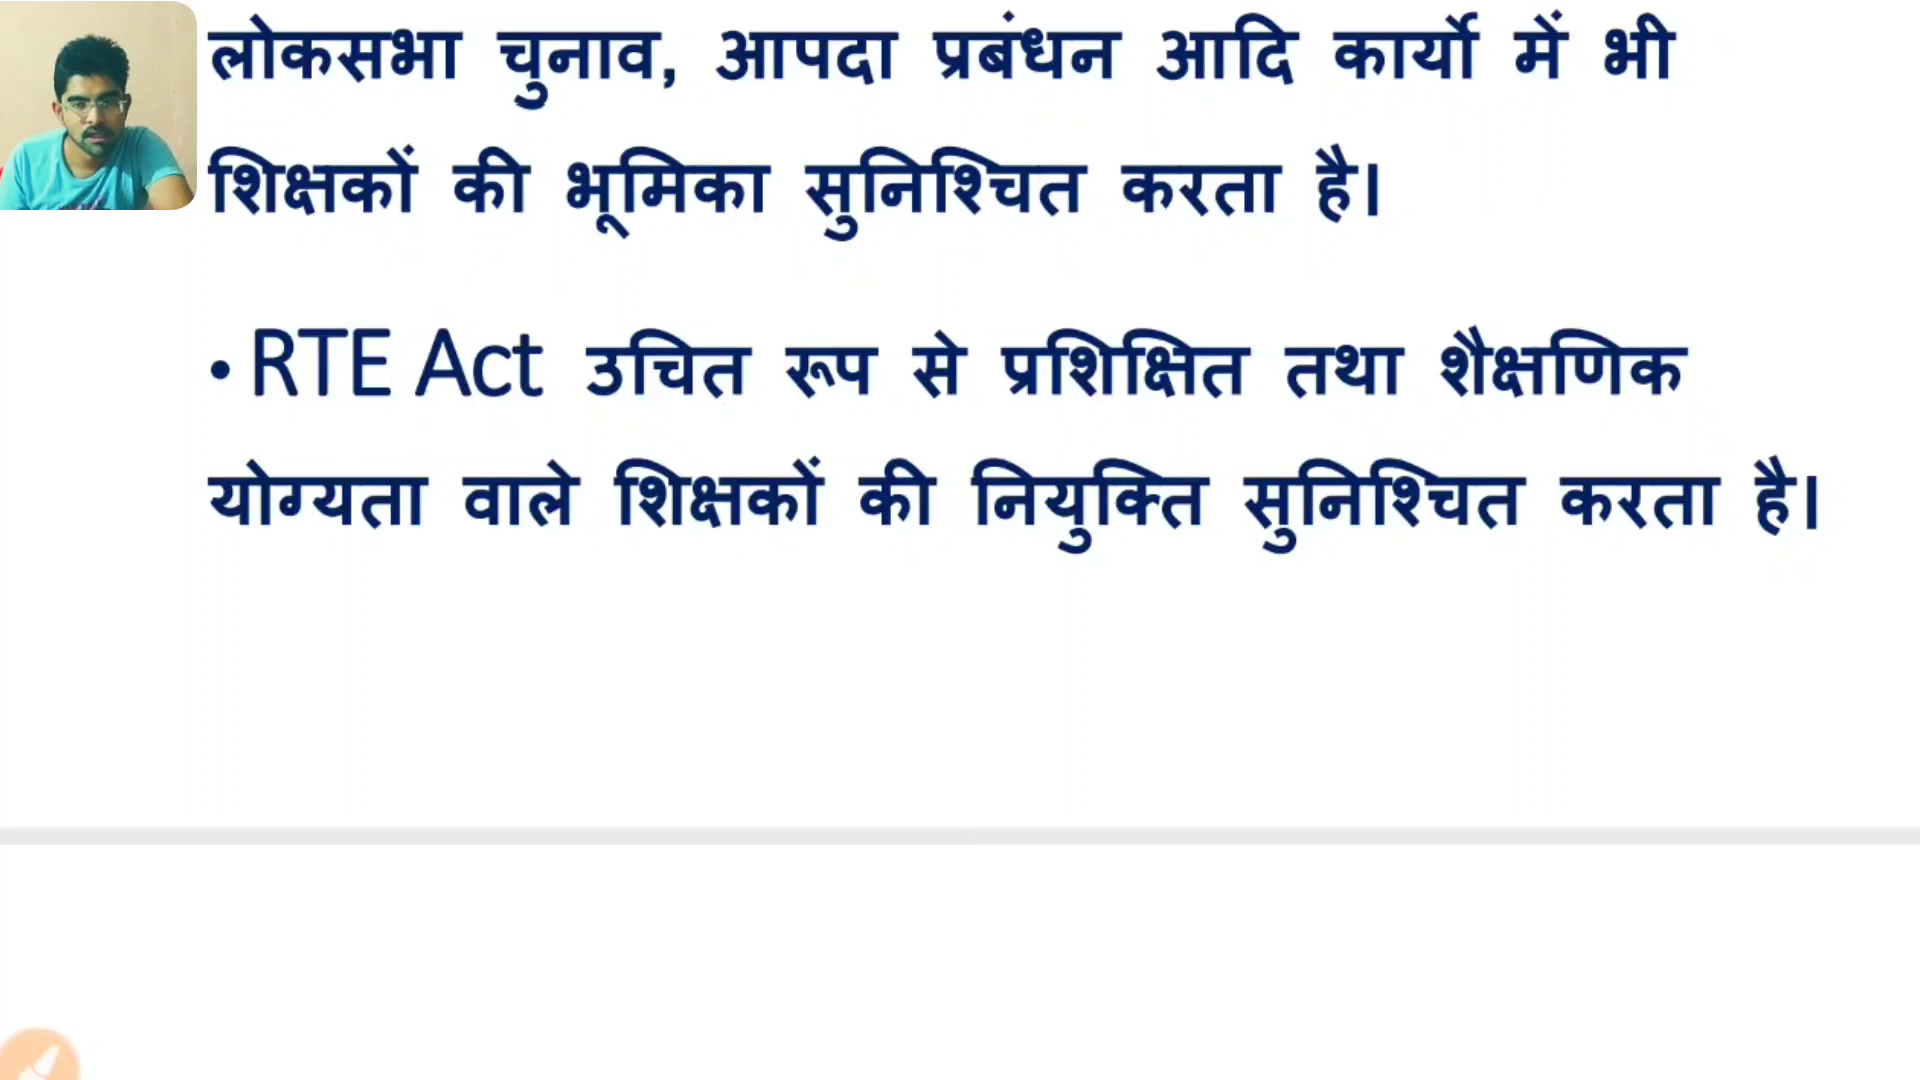 लोकसभा चुनाव, आपदा प्रबंधन आदि कार्यो में भी
शिक्षकों की भूमिका सुनिश्चित करता है।
• RTE Act उचित रूप से प्रशिक्षित तथा शैक्षणिक
योग्यता वाले शिक्षकों की नियुक्ति सुनिश्चित करता है।